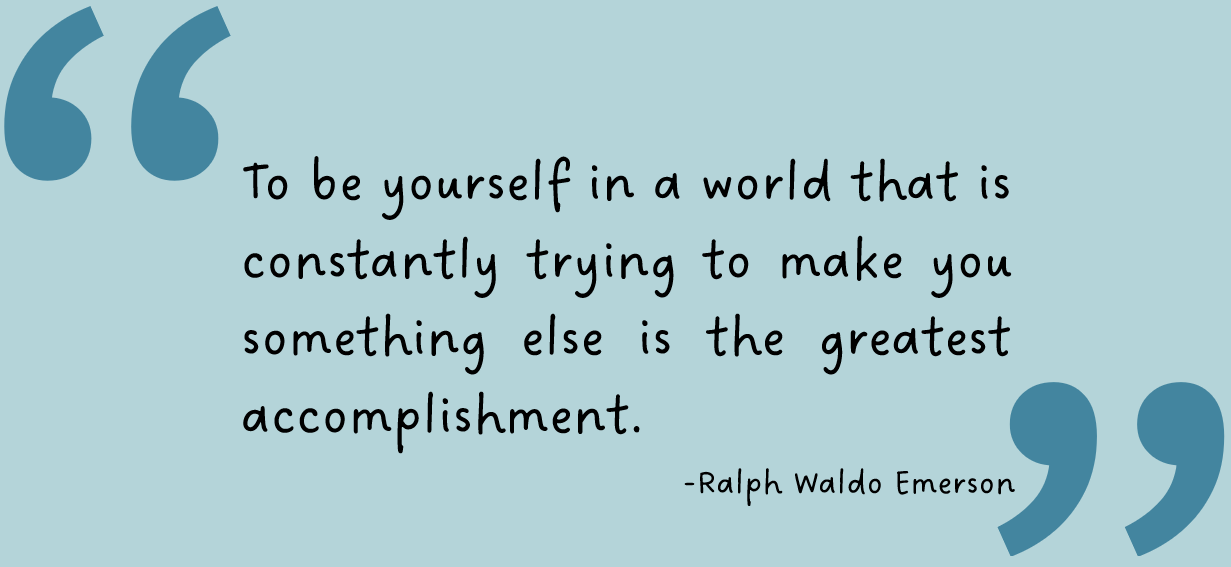 To be yourself in a world that is
constantly trying to make you
something else is the greatest
accomplishment.
-Ralph Waldo Emerson